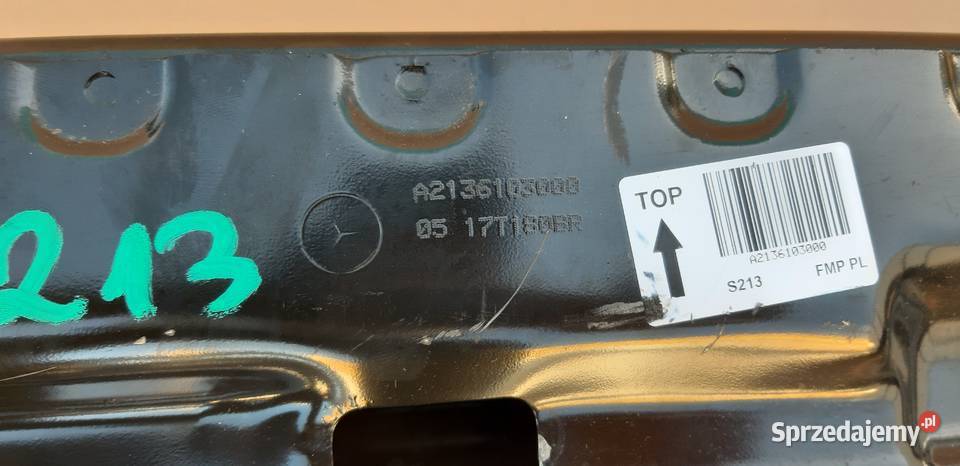 A2136103000
05 17T180BR
213
TOP
A2136103000
S213
FMP PL
Sprzedajemy.pl